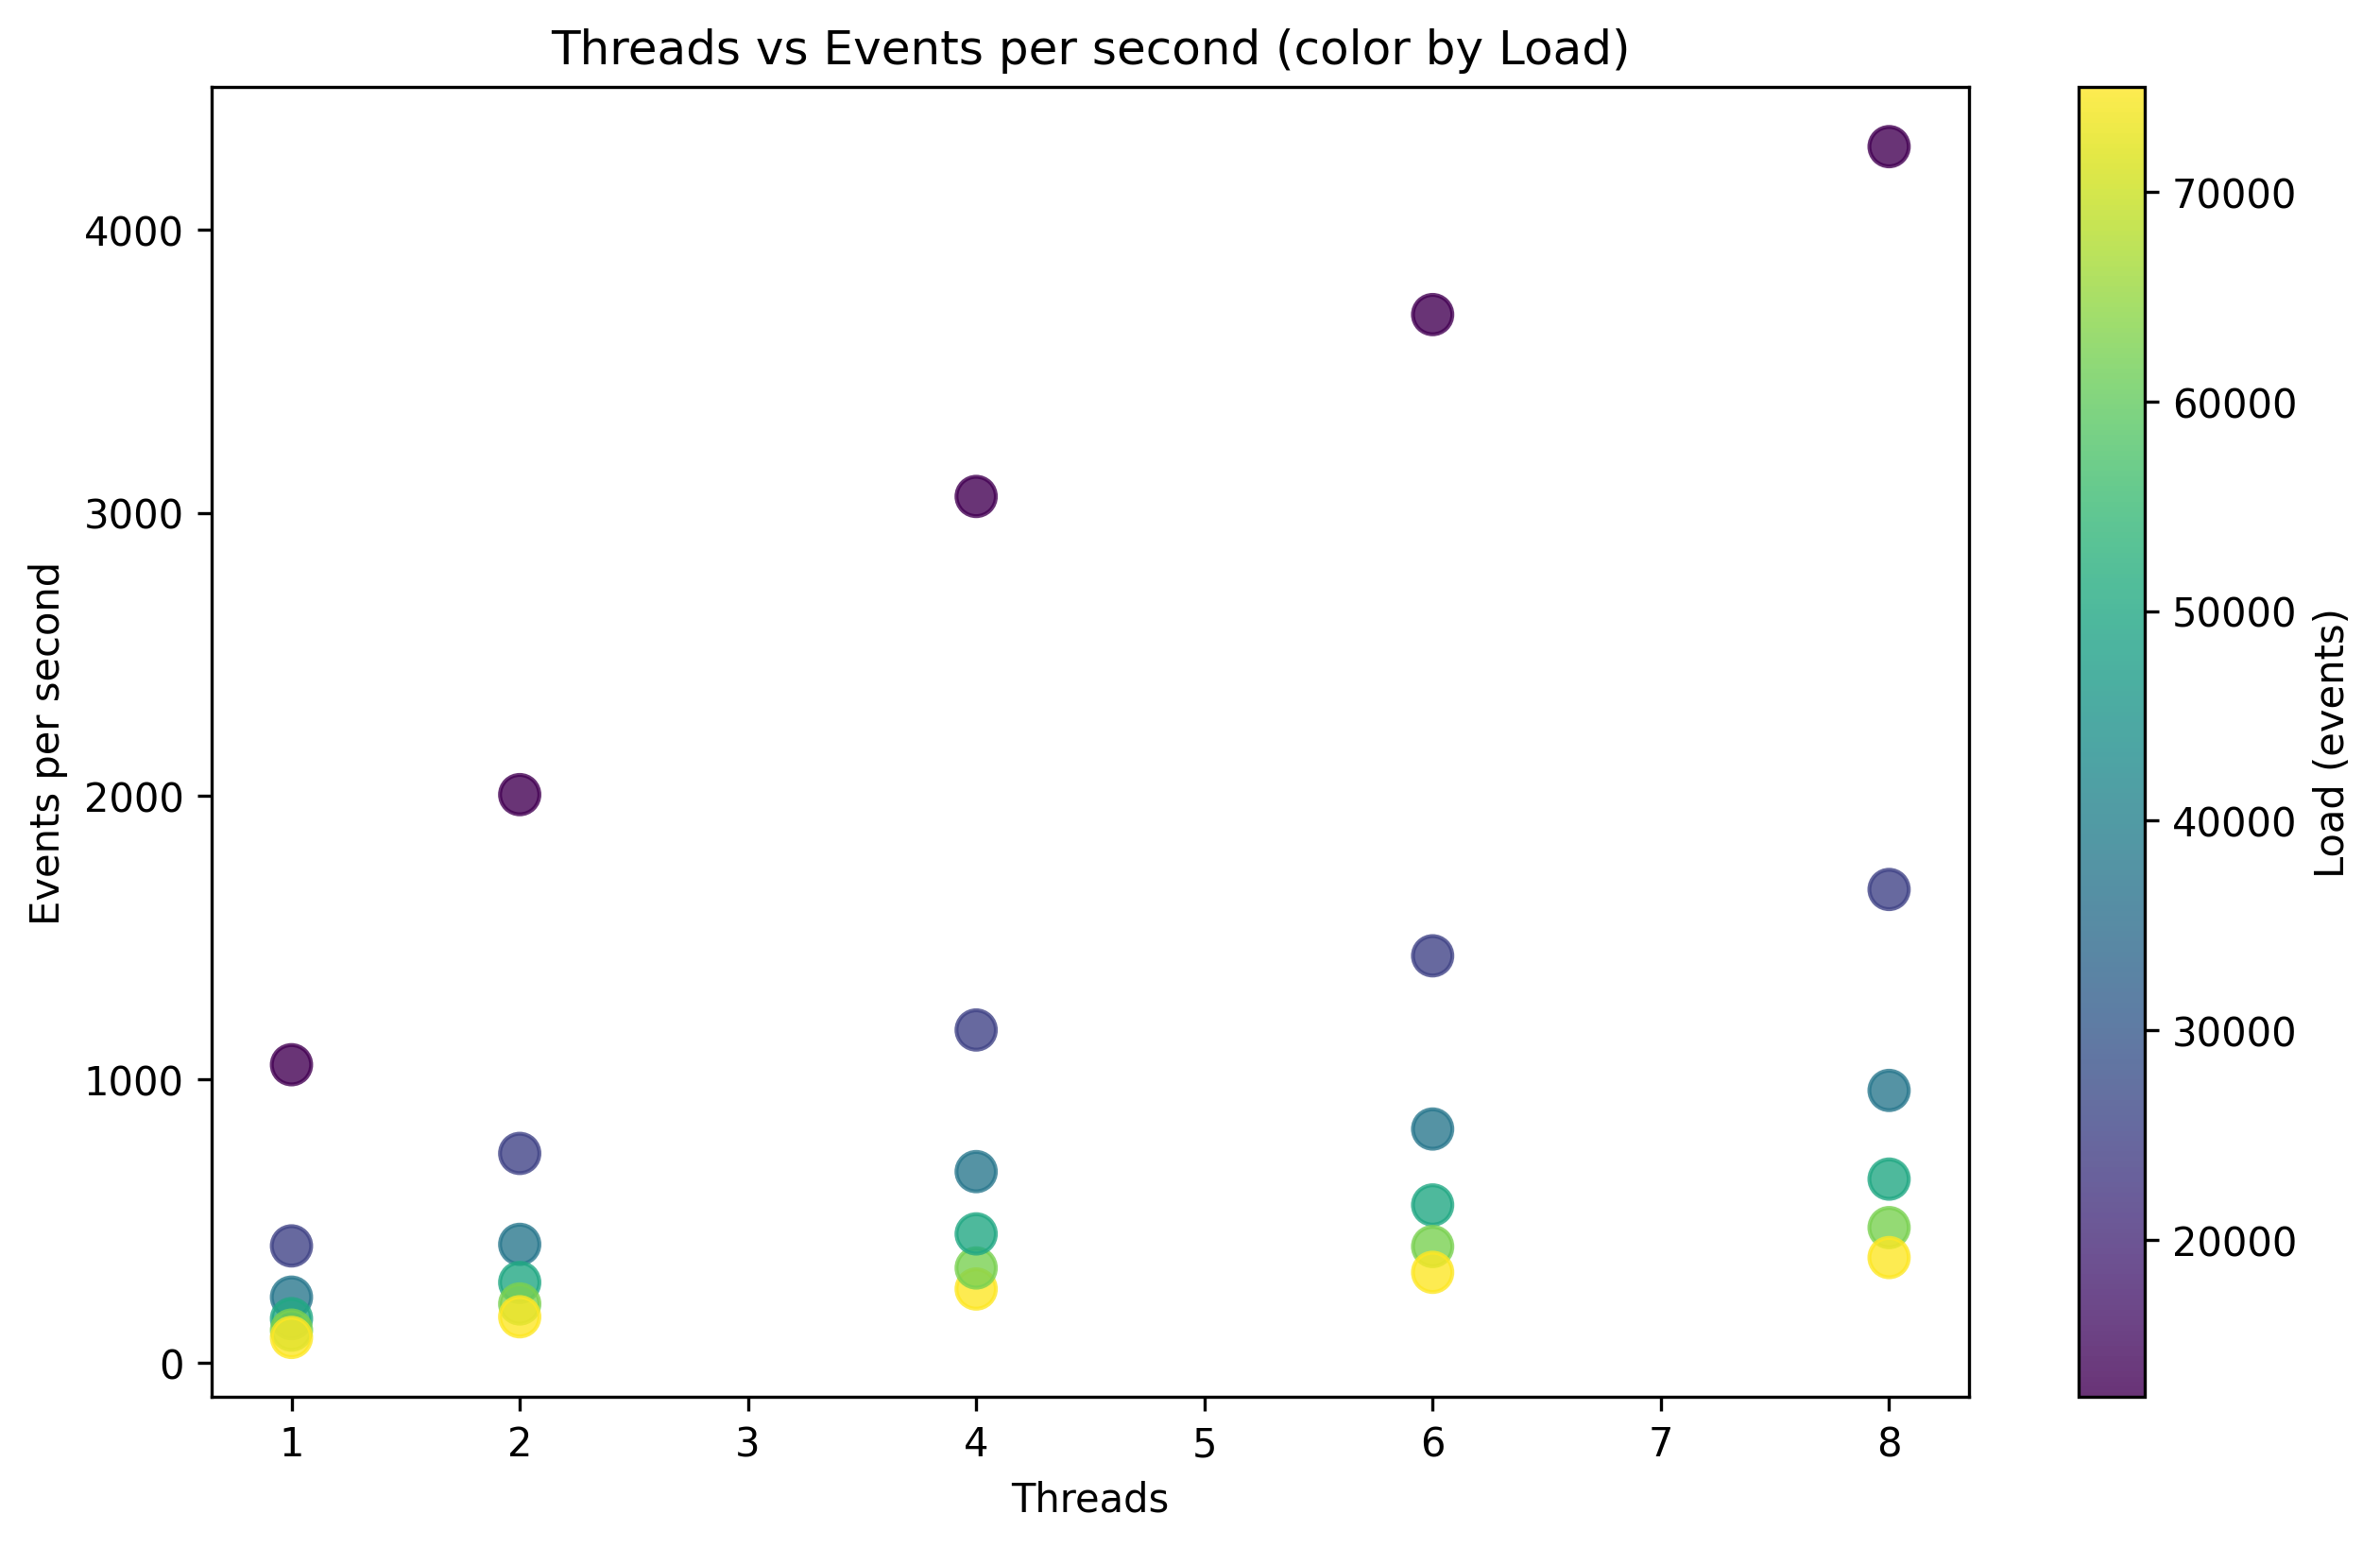 Threads vs Events per second (color by Load)
Events per second
4000
3000
2000
1000
0
1 2 3 4 5 6 7 8
Threads
70000
60000
50000
40000
30000
20000
Load (events)